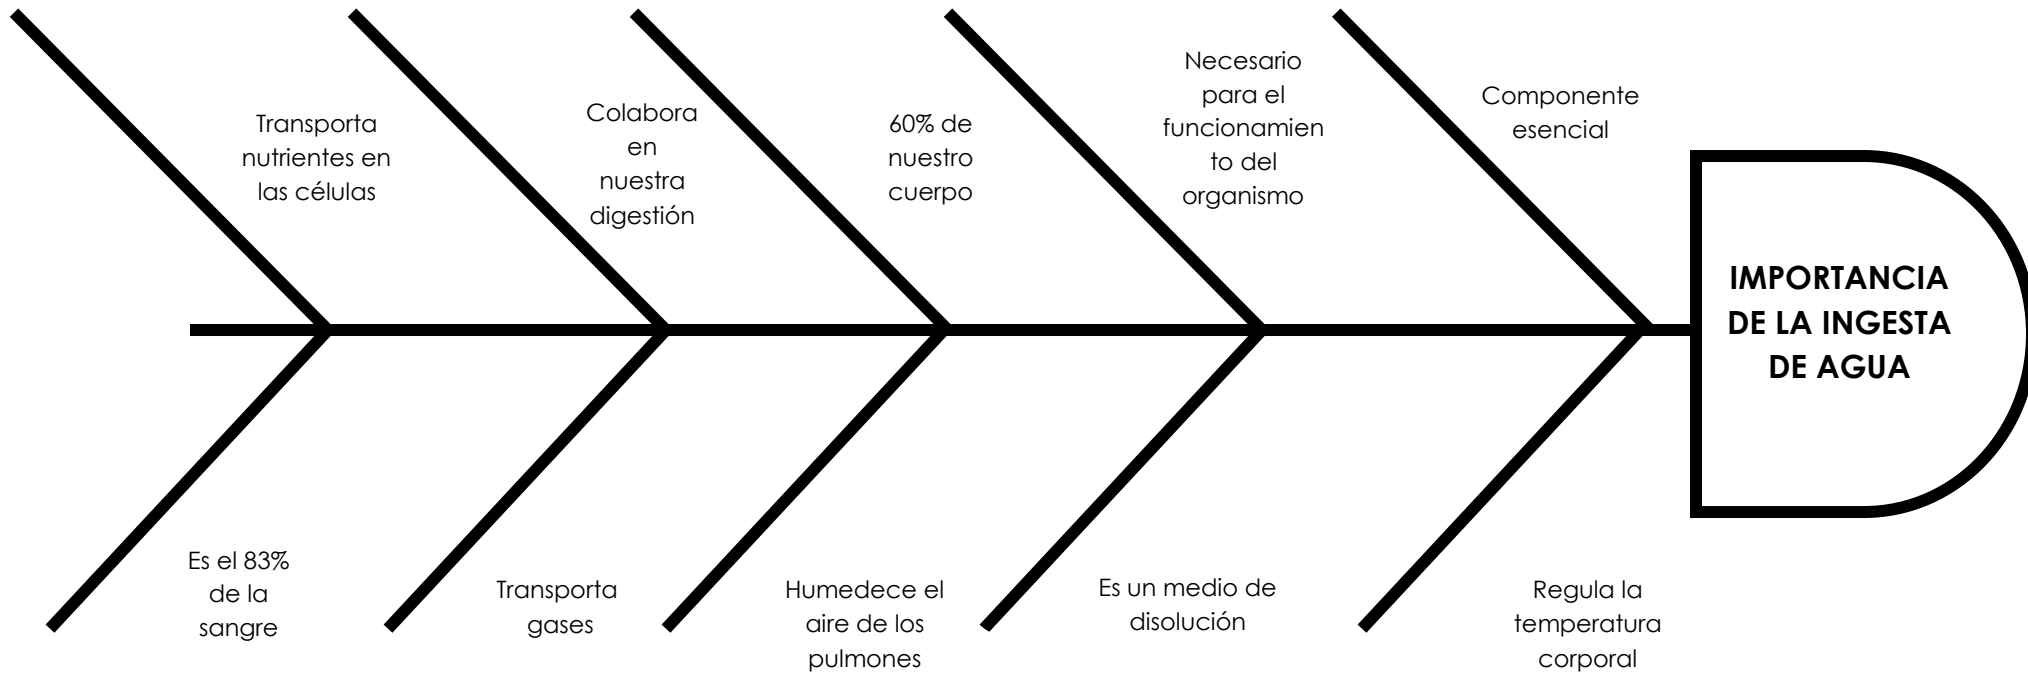 Transporta
nutrientes en
las células
Colabora
en
nuestra
digestión
60% de
nuestro
cuerpo
Necesario
para el
funcionamien
to del
organismo
Componente
esencial
IMPORTANCIA
DE LA INGESTA
DE AGUA
Es el 83%
de la
sangre
Transporta
gases
Humedece el
aire de los
pulmones
Es un medio de
disolución
Regula la
temperatura
corporal